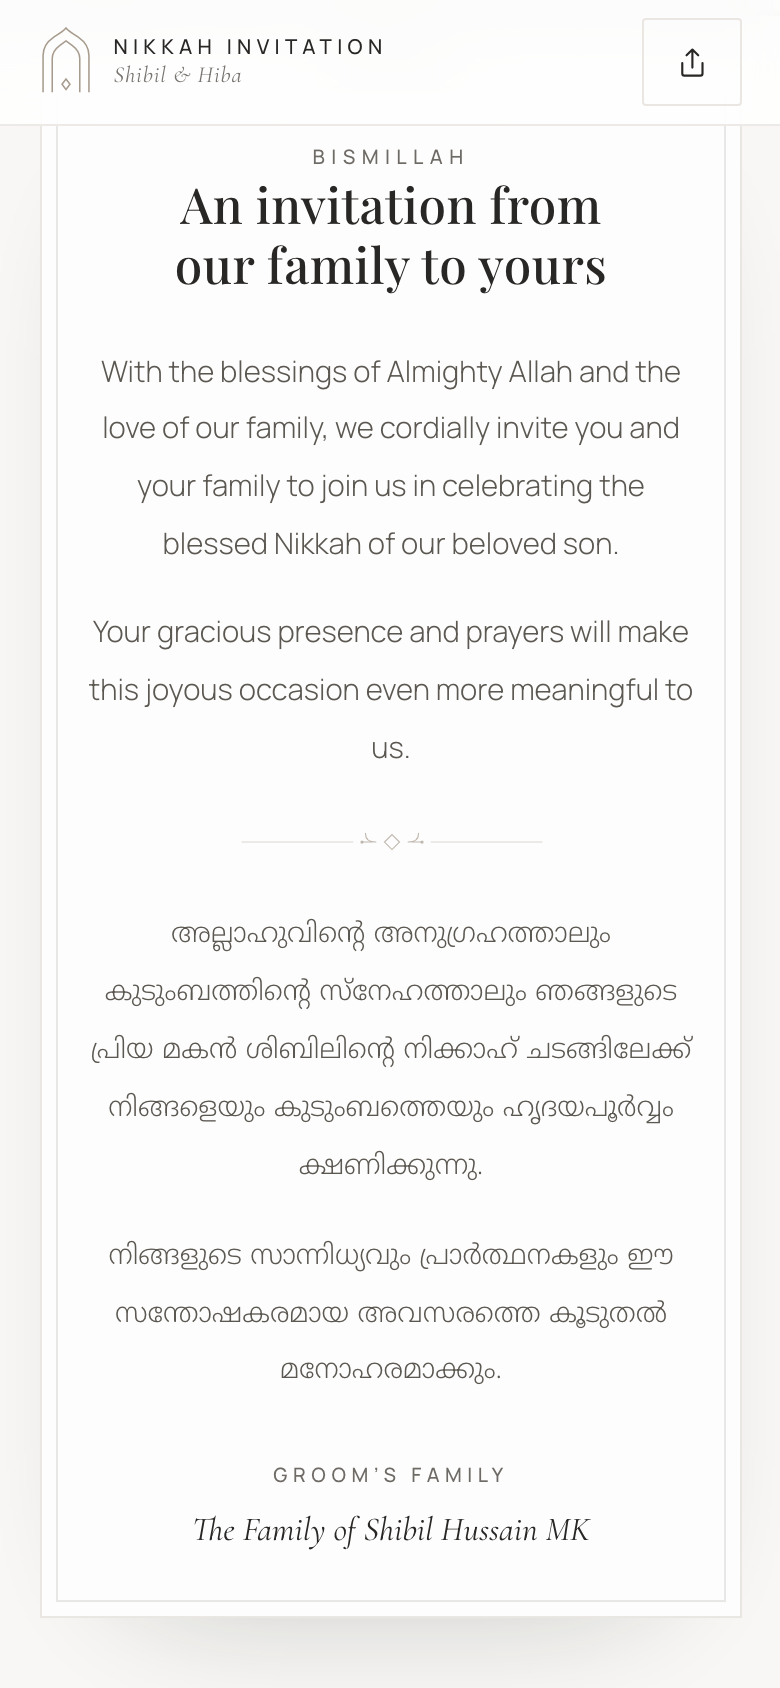 NIKKAH INVITATION
Shibil & Hiba
BISMILLAH
An invitation from
our family to yours
With the blessings of Almighty Allah and the
love of our family, we cordially invite you and
your family to join us in celebrating the
blessed Nikkah of our beloved son.
Your gracious presence and prayers will make
this joyous occasion even more meaningful to
us.
അല്ലാഹുവിന്റെ അനുഗ്രഹത്താലും
കുടുംബത്തിന്റെ സ്നേഹത്താലും ഞങ്ങളുടെ
പ്രിയ മകൻ ശിബിലിന്റെ നിക്കാഹ് ചടങ്ങിലേക്ക്
നിങ്ങളെയും കുടുംബത്തെയും ഹൃദയപൂർവ്വം
ക്ഷണിക്കുന്നു.
നിങ്ങളുടെ സാന്നിധ്യവും പ്രാർത്ഥനകളും ഈ
സന്തോഷകരമായ അവസരത്തെ കൂടുതൽ
മനോഹരമാക്കും.
GROOM’S FAMILY
The Family of Shibil Hussain MK